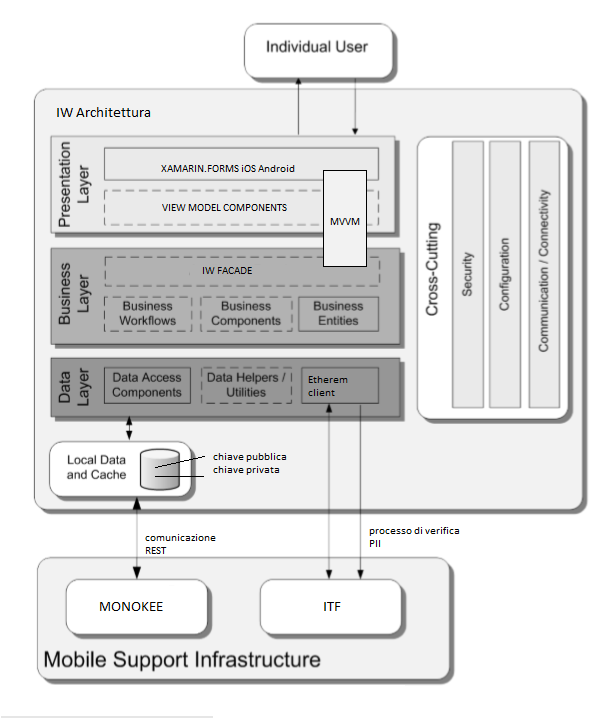 Individual User
IW Architettura
Presentation
Layer
XAMARIN.FORMS iOS Android
VIEW MODEL COMPONENTS
MVVM
Business
Layer
IW FACADE
Business
Workflows
Business
Components
Business
Entities
Data
Layer
Data Access
Components
Data Helpers /
Utilities
Etherem
client
Cross-Cutting
Security
Configuration
Communication / Connectivity
Local Data
and Cache
chiave pubblica
chiave privata
comunicazione
REST
processo di verifica
PII
MONOKEE
ITF
Mobile Support Infrastructure